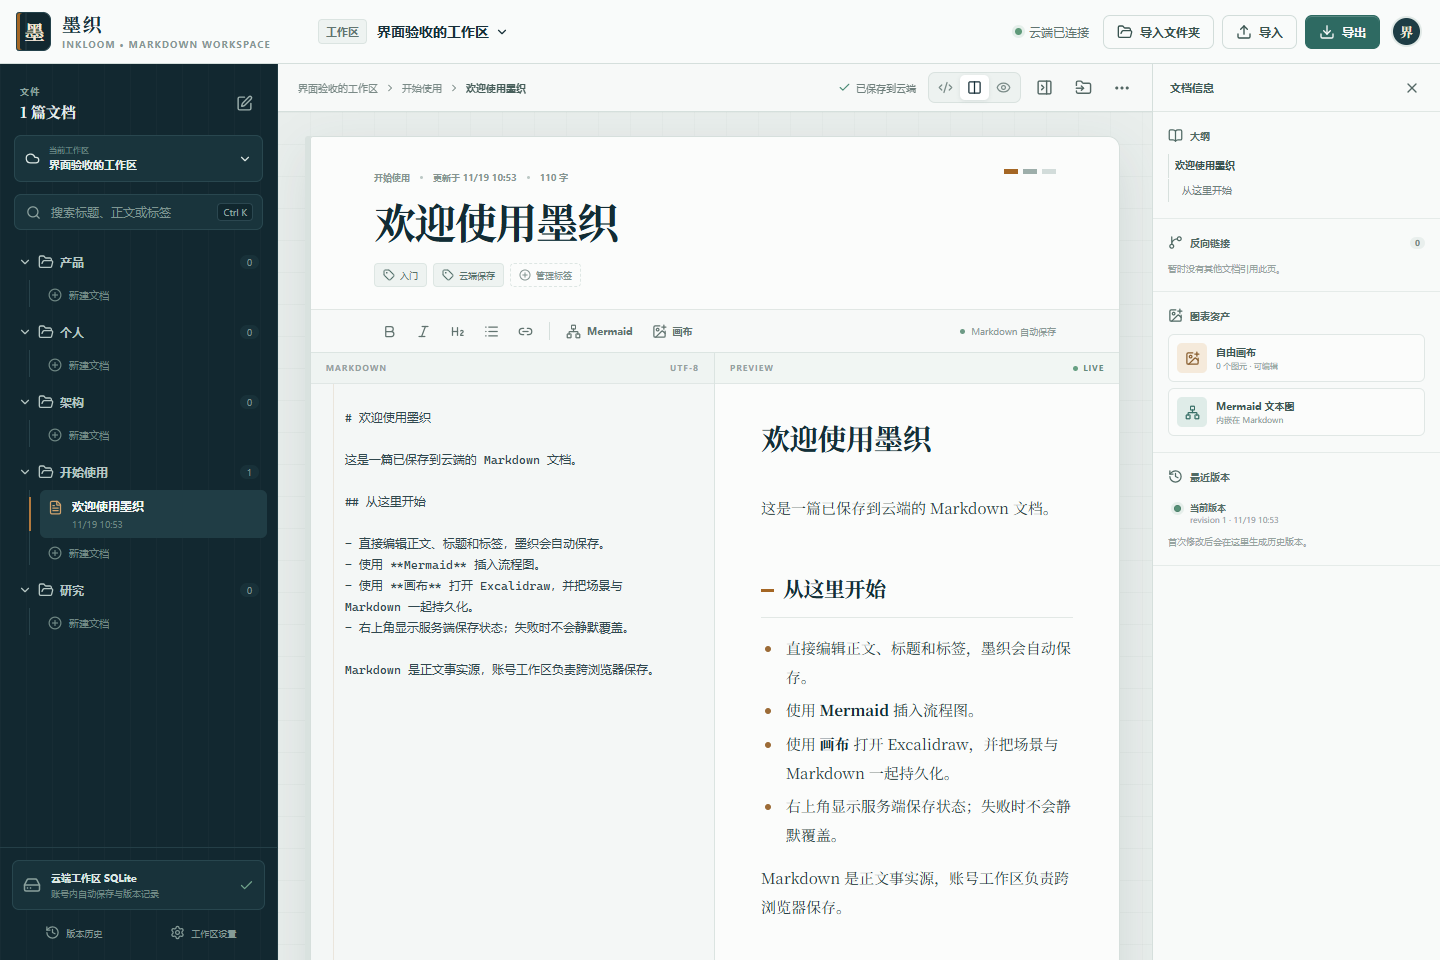 墨
墨织
INKLOOM • MARKDOWN WORKSPACE
工作区
界面验收的工作区
云端已连接
导入文件夹
导入
导出
界
文件
1 篇文档
当前工作区
界面验收的工作区
搜索标题、正文或标签
Ctrl K
产品
0
新建文档
个人
0
新建文档
架构
0
新建文档
开始使用
1
欢迎使用墨织
11/19 10:53
新建文档
研究
0
新建文档
云端工作区 SQLite
账号内自动保存与版本记录
版本历史
工作区设置
界面验收的工作区
开始使用
欢迎使用墨织
已保存到云端
开始使用 • 更新于 11/19 10:53 • 110 字
欢迎使用墨织
入门
云端保存
管理标签
B
I
H2
Mermaid
画布
Markdown 自动保存
MARKDOWN
UTF-8
# 欢迎使用墨织
这是一篇已保存到云端的 Markdown 文档。
## 从这里开始
- 直接编辑正文、标题和标签，墨织会自动保存。
- 使用 **Mermaid** 插入流程图。
- 使用 **画布** 打开 Excalidraw，并把场景与
Markdown 一起持久化。
- 右上角显示服务端保存状态；失败时不会静默覆盖。
Markdown 是正文事实源，账号工作区负责跨浏览器保存。
PREVIEW
LIVE
欢迎使用墨织
这是一篇已保存到云端的 Markdown 文档。
从这里开始
直接编辑正文、标题和标签，墨织会自动保
存。
使用 Mermaid 插入流程图。
使用 画布 打开 Excalidraw，并把场景与
Markdown 一起持久化。
右上角显示服务端保存状态；失败时不会静
默覆盖。
Markdown 是正文事实源，账号工作区负责跨
浏览器保存。
文档信息
大纲
欢迎使用墨织
从这里开始
反向链接
0
暂时没有其他文档引用此页。
图表资产
自由画布
0 个图元 · 可编辑
Mermaid 文本图
内嵌在 Markdown
最近版本
当前版本
revision 1 · 11/19 10:53
首次修改后会在这里生成历史版本。